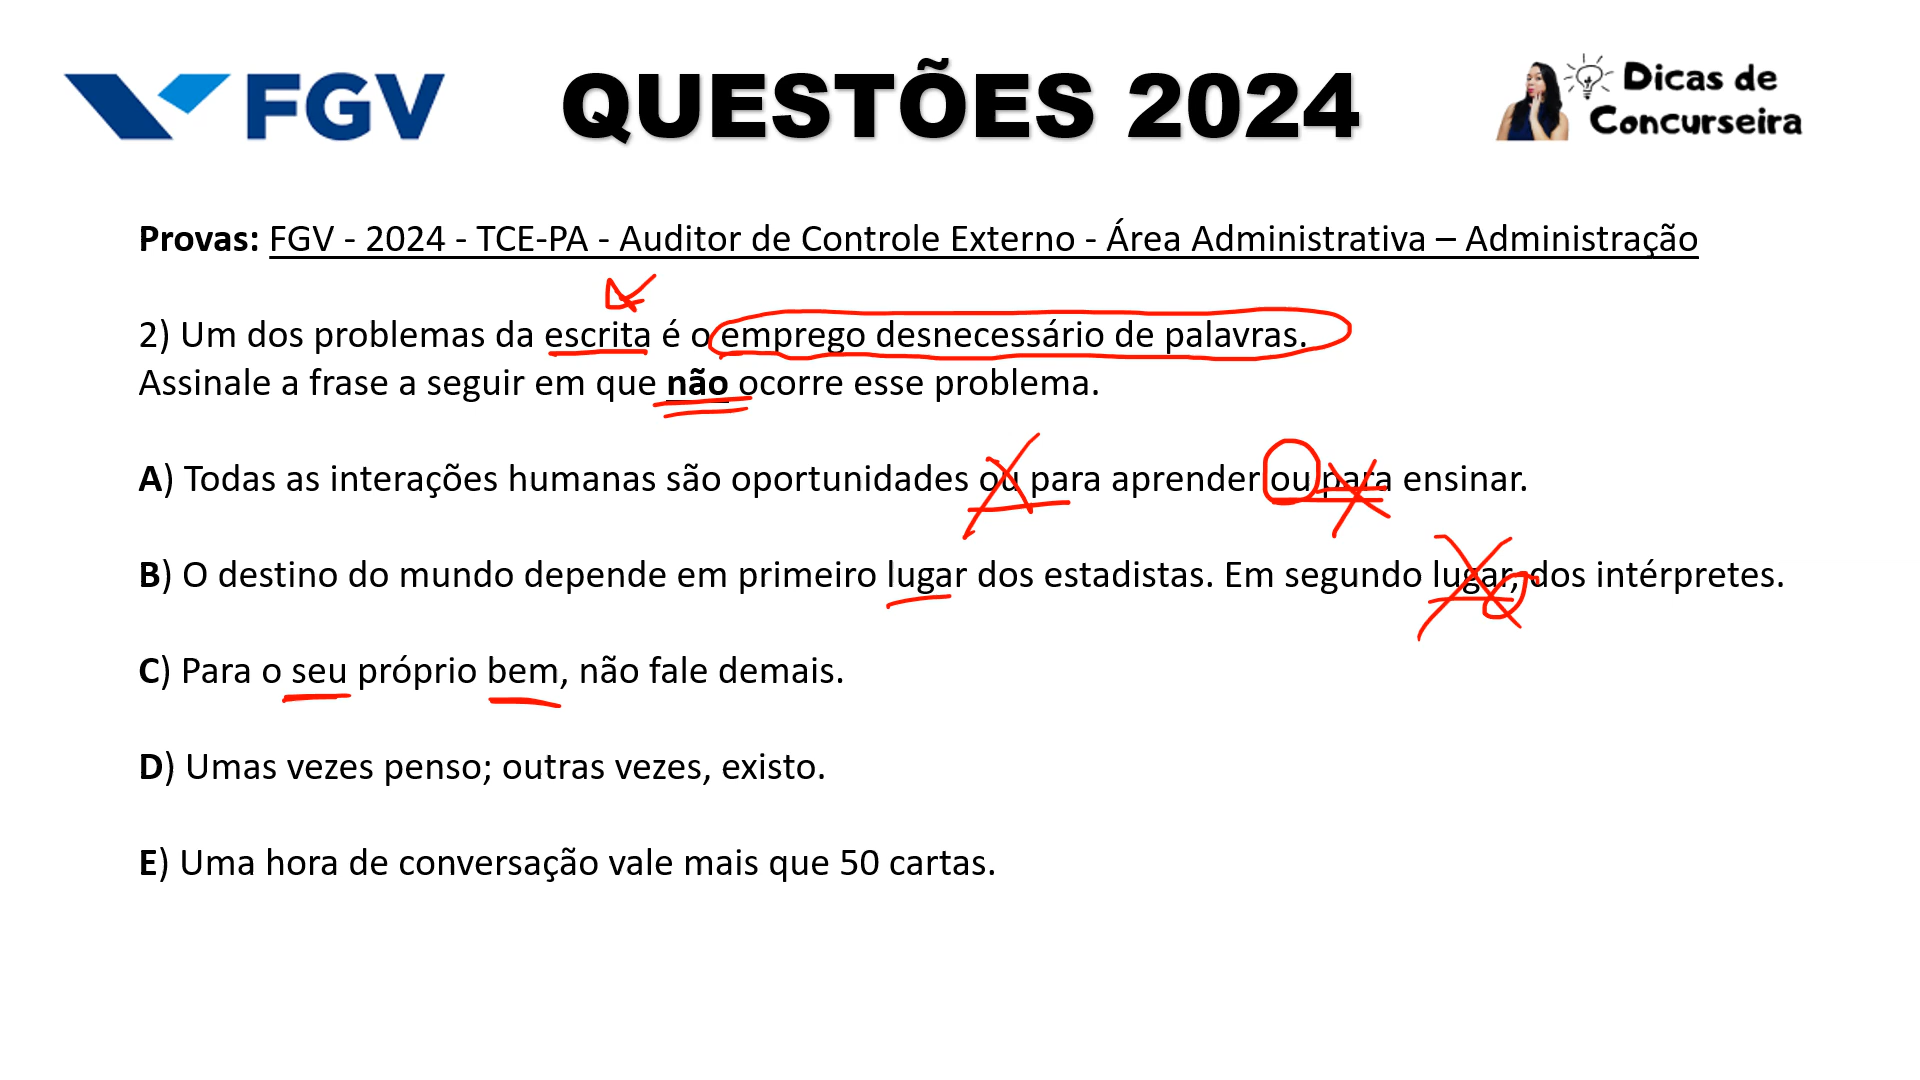 FGV
QUESTÕES 2024
Dicas de
Concurseira
Provas: FGV - 2024 - TCE-PA - Auditor de Controle Externo - Área Administrativa – Administração
2) Um dos problemas da escrita é o emprego desnecessário de palavras.
Assinale a frase a seguir em que não ocorre esse problema.
A) Todas as interações humanas são oportunidades ou para aprender ou para ensinar.
B) O destino do mundo depende em primeiro lugar dos estadistas. Em segundo lugar, dos intérpretes.
C) Para o seu próprio bem, não fale demais.
D) Umas vezes penso; outras vezes, existo.
E) Uma hora de conversação vale mais que 50 cartas.